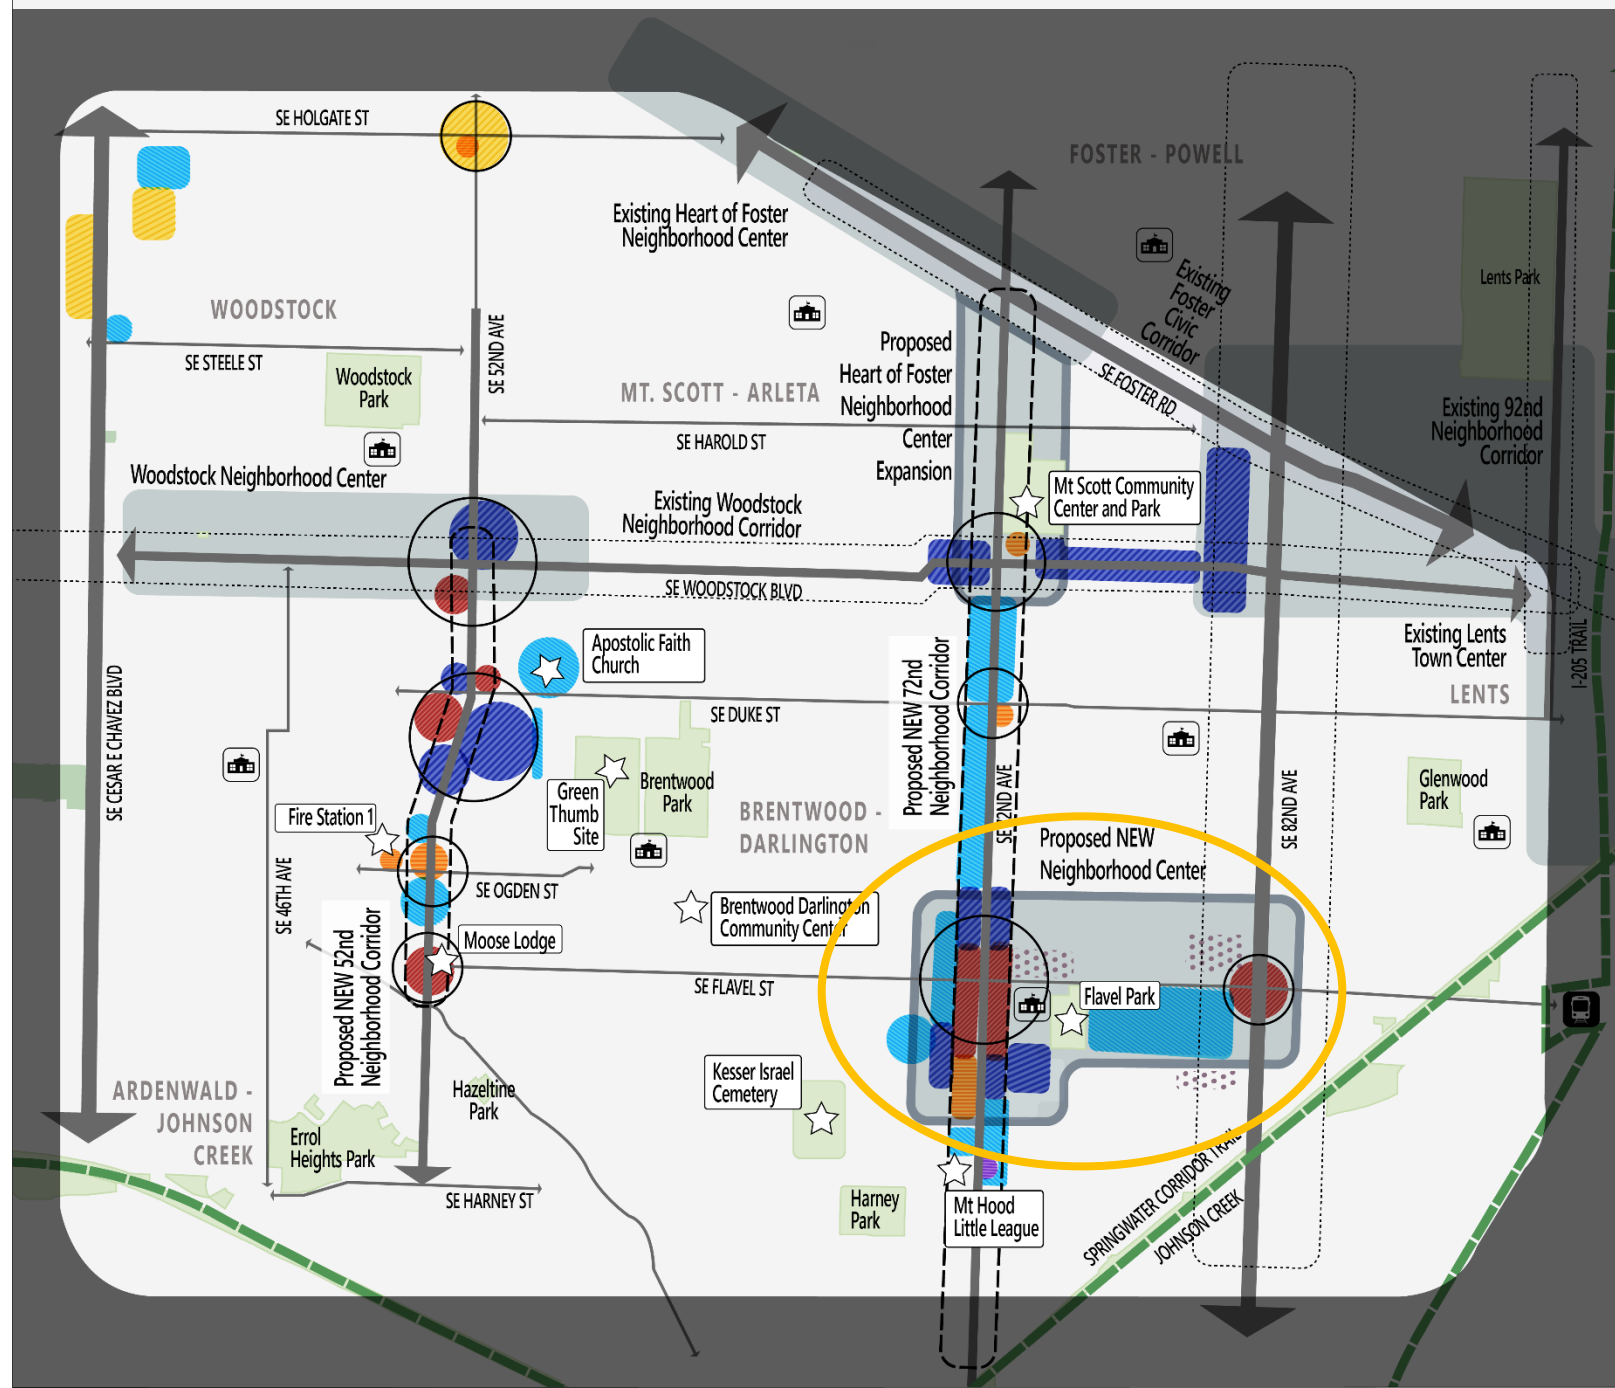 SE HOLGATE ST
FOSTER - POWELL
Existing Heart of Foster
Neighborhood Center
Existing
Foster
Civic
Corridor
Lents Park
WOODSTOCK
SE STEELE ST
SE 52ND AVE
Woodstock
Park
MT. SCOTT - ARLETA
Proposed
Heart of Foster
Neighborhood
Center
Expansion
SE FOSTER RD
SE HAROLD ST
Existing 92nd
Neighborhood
Corridor
Woodstock Neighborhood Center
Existing Woodstock
Neighborhood Corridor
Mt Scott Community
Center and Park
SE WOODSTOCK BLVD
Apostolic Faith
Church
Existing Lents
Town Center
LENTS
I-205 TRAIL
SE CESAR E CHAVEZ BLVD
SE DUKE ST
Proposed NEW 72nd
Neighborhood Corridor
SE 72ND AVE
SE 82ND AVE
Green
Thumb
Site
Brentwood
Park
Glenwood
Park
Fire Station 1
BRENTWOOD -
DARLINGTON
Proposed NEW
Neighborhood Center
SE 46TH AVE
SE OGDEN ST
Brentwood Darlington
Community Center
Proposed NEW 52nd
Neighborhood Corridor
Moose Lodge
SE FLAVEL ST
Flavel Park
Kesser Israel
Cemetery
ARDENWALD -
JOHNSON
CREEK
Hazeltine
Park
Errol
Heights Park
SE HARNEY ST
Harney
Park
Mt Hood
Little League
SPRINGWATER CORRIDOR TRAIL
JOHNSON CREEK